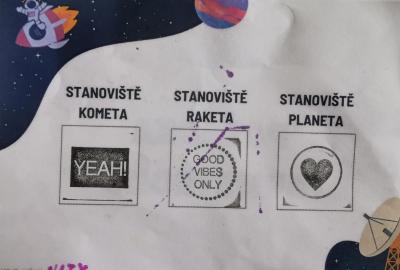 STANOVIŠTĚ
KOMETA
STANOVIŠTĚ
RAKETA
STANOVIŠTĚ
PLANETA
YEAH!
GOOD
VIBES
ONLY